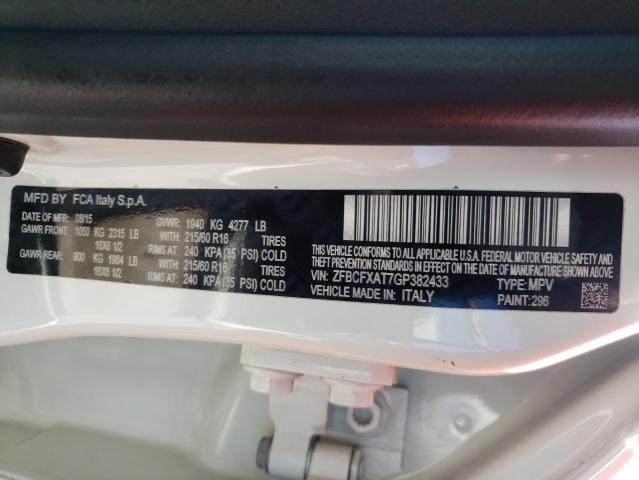 MFD BY FCA Italy S.p.A.
DATE OF MFR: 08/15 GVWR: 1940 KG 4277 LB
GAWR FRONT: 1050 KG 2315 LB WITH: 215/60 R16 TIRES
16X6 1/2 RIMS AT: 240 KPA (35 PSI) COLD
GAWR REAR: 900 KG 1984 LB WITH: 215/60 R16 TIRES
16X6 1/2 RIMS AT: 240 KPA (35 PSI) COLD
THIS VEHICLE CONFORMS TO ALL APPLICABLE U.S.A. FEDERAL MOTOR VEHICLE SAFETY AND
THEFT PREVENTION STANDARDS IN EFFECT ON THE DATE OF MANUFACTURE SHOWN ABOVE.
VIN: ZFBCFXAT7GP382433 TYPE: MPV
VEHICLE MADE IN: ITALY PAINT:296